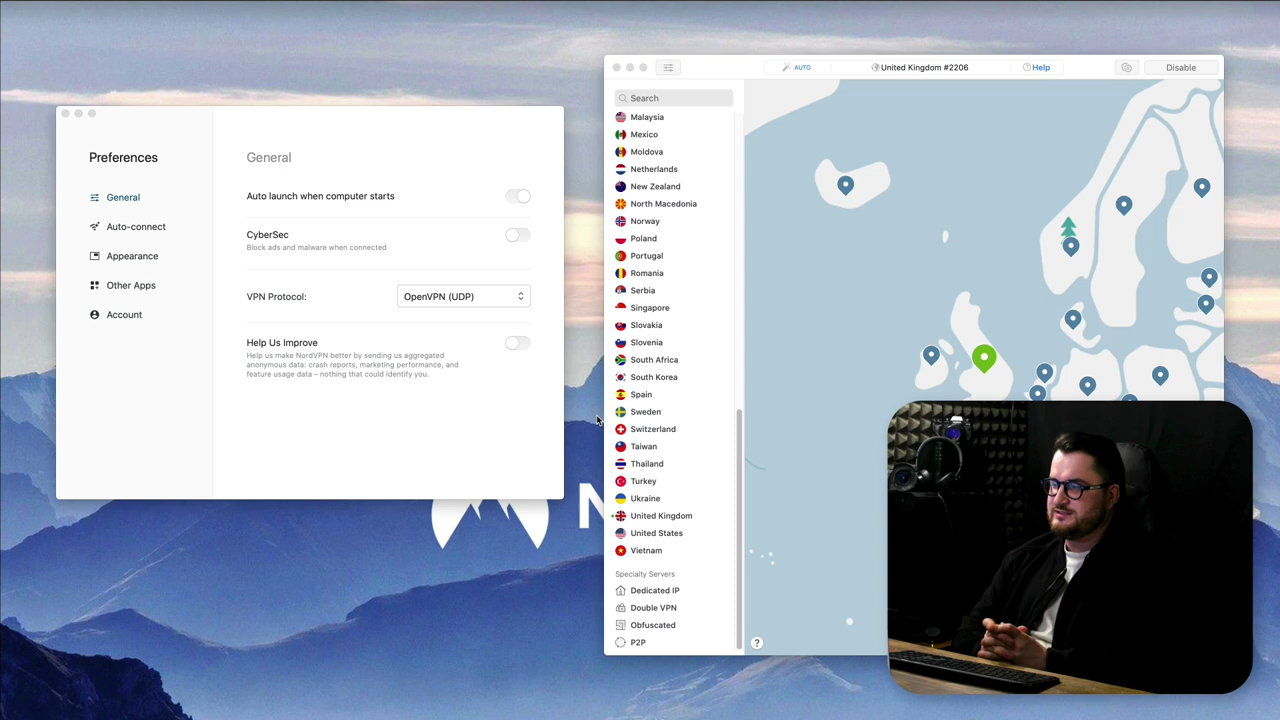 Preferences
General
Auto-connect
Appearance
Other Apps
Account
General
Auto launch when computer starts
CyberSec
Block ads and malware when connected
VPN Protocol:
OpenVPN (UDP)
Help Us Improve
Help us make NordVPN better by sending us aggregated
anonymous data: crash reports, marketing performance, and
feature usage data – nothing that could identify you.
N
AUTO
United Kingdom #2206
Help
Disable
Search
Malaysia
Mexico
Moldova
Netherlands
New Zealand
North Macedonia
Norway
Poland
Portugal
Romania
Serbia
Singapore
Slovakia
Slovenia
South Africa
South Korea
Spain
Sweden
Switzerland
Taiwan
Thailand
Turkey
Ukraine
United Kingdom
United States
Vietnam
Specialty Servers
Dedicated IP
Double VPN
Obfuscated
P2P
?